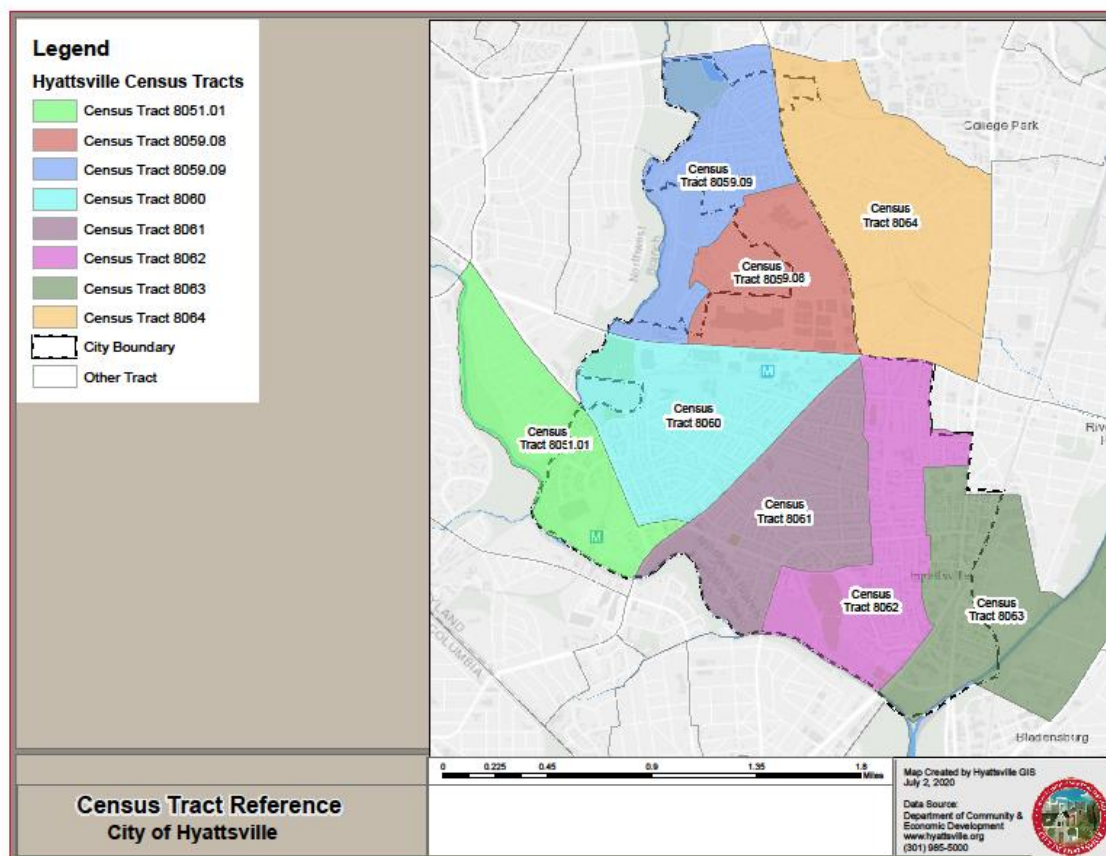 Legend
Hyattsville Census Tracts
Census Tract 8051.01
Census Tract 8059.08
Census Tract 8059.09
Census Tract 8060
Census Tract 8061
Census Tract 8062
Census Tract 8063
Census Tract 8064
City Boundary
Other Tract
College Park
Census
Tract 8059.09
Census
Tract 8064
Northwest
Branch
Census
Tract 8059.08
M
Census
Tract 8060
Census
Tract 8051.01
Census
Tract 8061
M
Hyattsville
Census
Tract 8062
Census
Tract 8063
COLUMBIA
Bladensburg
0 0.225 0.45 0.9 1.35 1.8
Miles
Census Tract Reference
City of Hyattsville
Map Created by Hyattsville GIS
July 2, 2020
Data Source:
Department of Community &
Economic Development
www.hyattsville.org
(301) 985-5000